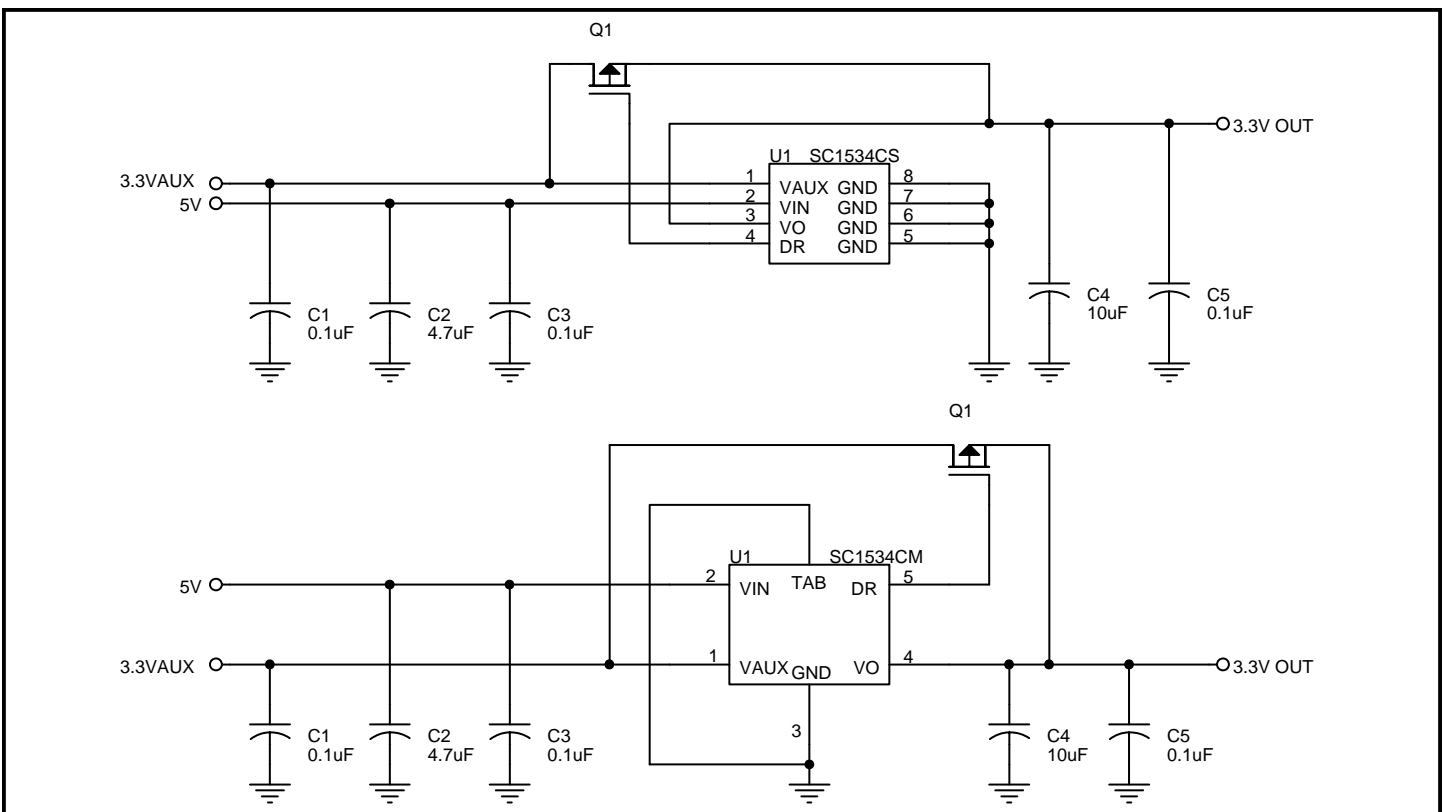 Q1
3.3V OUT
U1 SC1534CS
3.3VAUX
5V
1 VAUX GND 8
2 VIN GND 7
3 VO GND 6
4 DR GND 5
C1
0.1uF
C2
4.7uF
C3
0.1uF
C4
10uF
C5
0.1uF
Q1
U1 SC1534CM
5V
2 VIN TAB DR 5
3.3VAUX
1 VAUX GND VO 4
3.3V OUT
3
C1
0.1uF
C2
4.7uF
C3
0.1uF
C4
10uF
C5
0.1uF